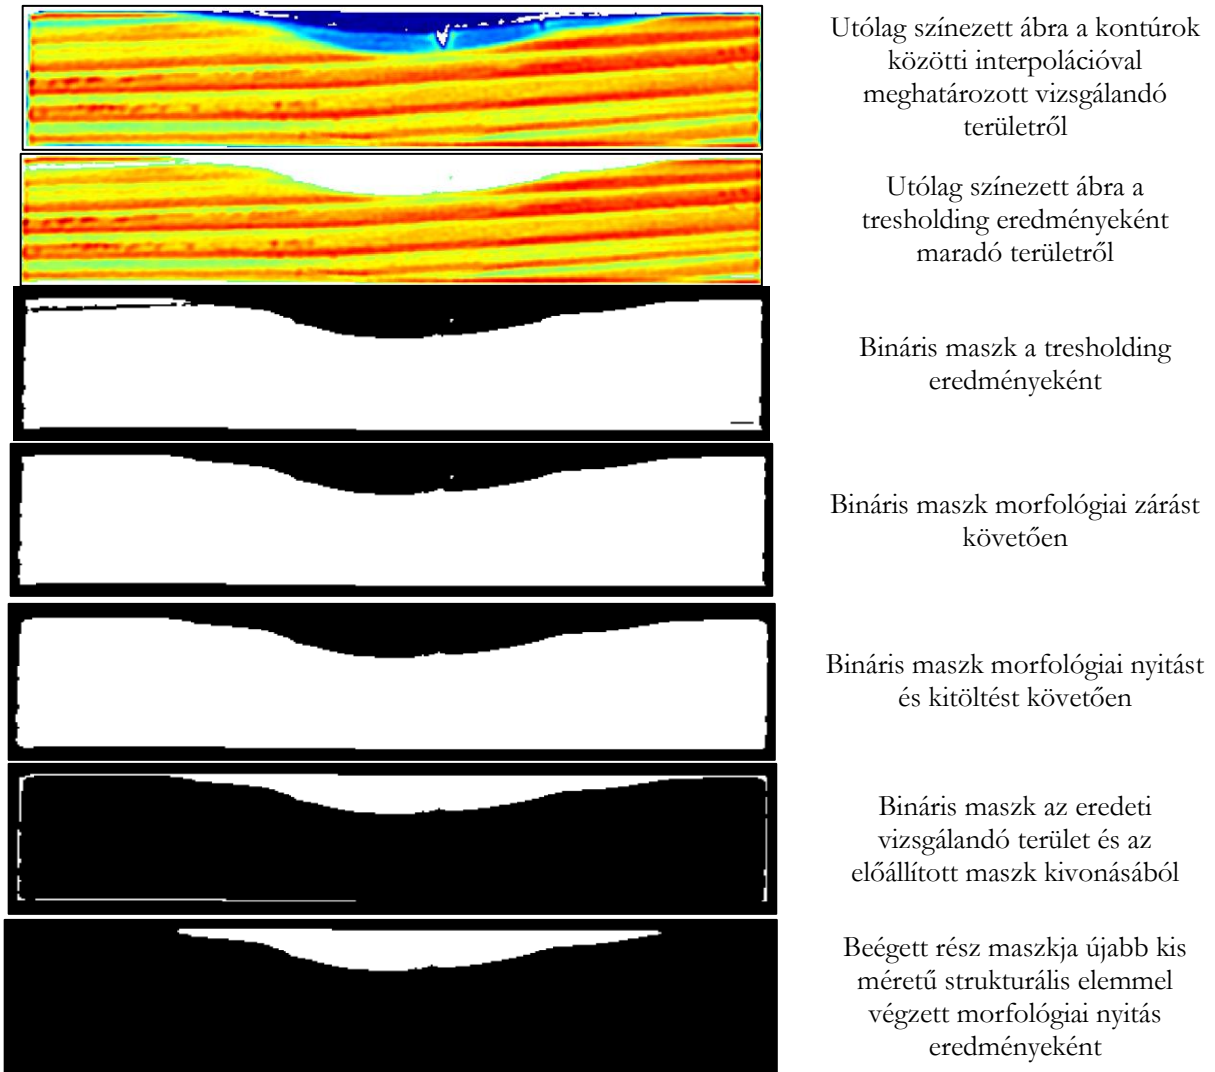 Utólag színezett ábra a kontúrok
közötti interpolációval
meghatározott vizsgálandó
területről
Utólag színezett ábra a
tresholding eredményeként
maradó területről
Bináris maszk a tresholding
eredményeként
Bináris maszk morfológiai zárást
követően
Bináris maszk morfológiai nyitást
és kitöltést követően
Bináris maszk az eredeti
vizsgálandó terület és az
előállított maszk kivonásából
Beégett rész maszkja újabb kis
méretű strukturális elemmel
végzett morfológiai nyitás
eredményeként